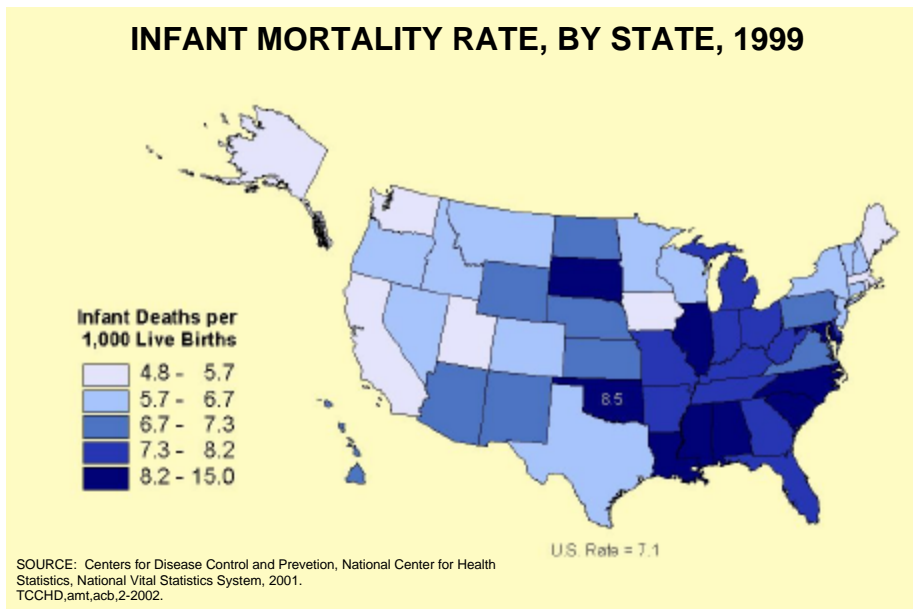 INFANT MORTALITY RATE, BY STATE, 1999
Infant Deaths per
1,000 Live Births
4.8 - 5.7
5.7 - 6.7
6.7 - 7.3
7.3 - 8.2
8.2 - 15.0
8.5
U.S. Rate = 7.1
SOURCE: Centers for Disease Control and Prevetion, National Center for Health
Statistics, National Vital Statistics System, 2001.
TCCHD,amt,acb,2-2002.